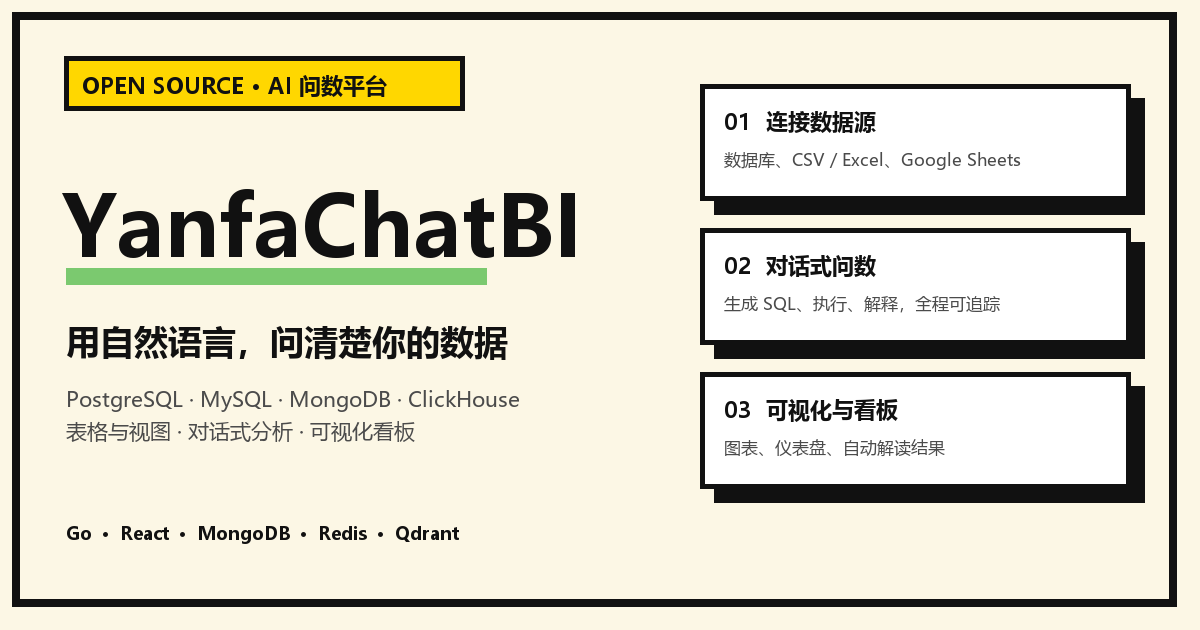 OPEN SOURCE • AI 问数平台
YanfaChatBI
用自然语言，问清楚你的数据
PostgreSQL · MySQL · MongoDB · ClickHouse
表格与视图 · 对话式分析 · 可视化看板
Go • React • MongoDB • Redis • Qdrant
01 连接数据源
数据库、CSV / Excel、Google Sheets
02 对话式问数
生成 SQL、执行、解释，全程可追踪
03 可视化与看板
图表、仪表盘、自动解读结果